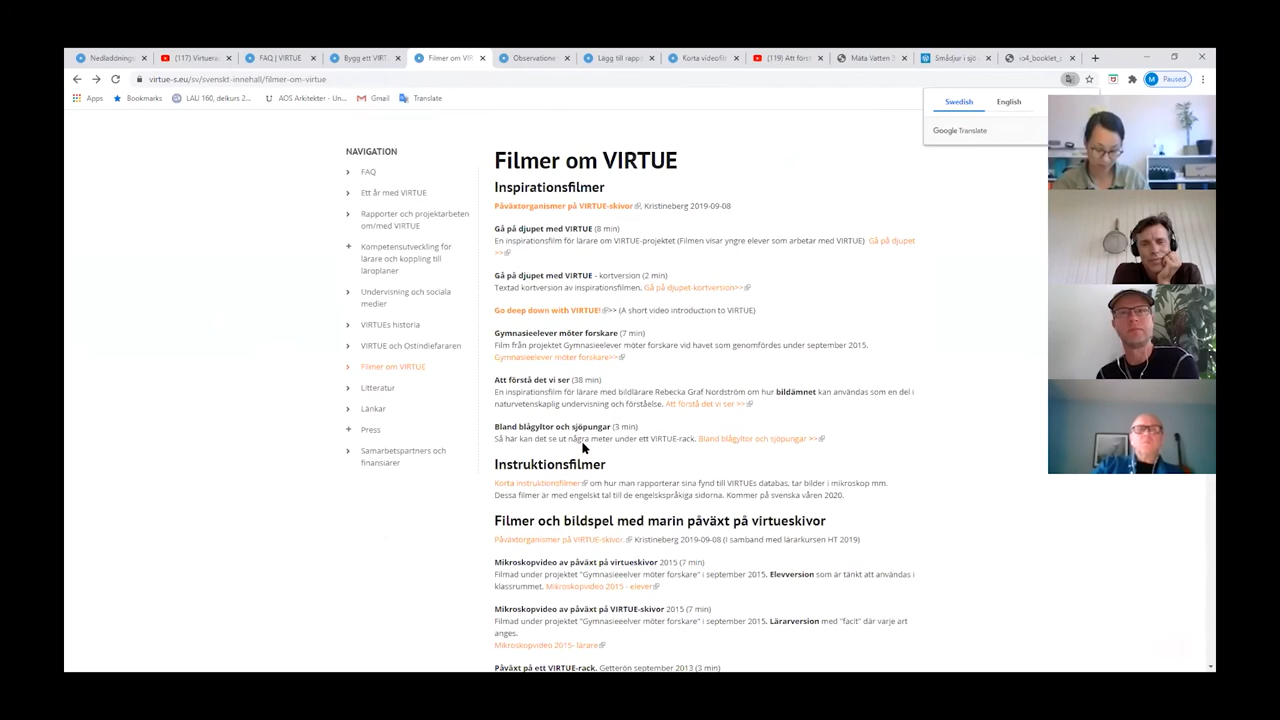 Nedladdnings
(117) Virtuera
FAQ | VIRTUE
Bygg ett VIRT
Filmer om VIR
Observatione
Lägg till rapp
Korta videofil
(119) Att förs
Mäta Vatten
Smådjur i sjö
virtue-s.eu/sv/svenskt-innehall/filmer-om-virtue
Paused
Apps
Bookmarks
LAU 160, delkurs 2...
AOS Arkitekter - Un...
Gmail
Translate
Swedish
English
Google Translate
NAVIGATION
FAQ
Ett år med VIRTUE
Rapporter och projektarbeten
om/med VIRTUE
Kompetensutveckling för
lärare och koppling till
läroplaner
Undervisning och sociala
medier
VIRTUEs historia
VIRTUE och Ostindiefararen
Filmer om VIRTUE
Litteratur
Länkar
Press
Samarbetspartners och
finansiärer
Filmer om VIRTUE
Inspirationsfilmer
Påväxtorganismer på VIRTUE-skivor, Kristineberg 2019-09-08
Gå på djupet med VIRTUE (8 min)
En inspirationsfilm för lärare om VIRTUE-projektet (Filmen visar yngre elever som arbetar med VIRTUE) Gå på djupet
>>
Gå på djupet med VIRTUE - kortversion (2 min)
Textad kortversion av inspirationsfilmen. Gå på djupet-kortversion>>
Go deep down with VIRTUE! >> (A short video introduction to VIRTUE)
Gymnasieelever möter forskare (7 min)
Film från projektet Gymnasieelever möter forskare vid havet som genomfördes under september 2015.
Gymnasieelever möter forskare>>
Att förstå det vi ser (38 min)
En inspirationsfilm för lärare med bildlärare Rebecka Graf Nordström om hur bildämnet kan användas som en del i
naturvetenskaplig undervisning och förståelse. Att förstå det vi ser >>
Bland blågyltor och sjöpungar (3 min)
Så här kan det se ut några meter under ett VIRTUE-rack. Bland blågyltor och sjöpungar >>
Instruktionsfilmer
Korta instruktionsfilmer om hur man rapporterar sina fynd till VIRTUEs databas, tar bilder i mikroskop mm.
Dessa filmer är med engelskt tal till de engelskspråkiga sidorna. Kommer på svenska våren 2020.
Filmer och bildspel med marin påväxt på virtueskivor
Påväxtorganismer på VIRTUE-skivor. Kristineberg 2019-09-08 (I samband med lärarkursen HT 2019)
Mikroskopvideo av påväxt på virtueskivor 2015 (7 min)
Filmad under projektet "Gymnasieeelver möter forskare" i september 2015. Elevversion som är tänkt att användas i
klassrummet. Mikroskopvideo 2015 - elever
Mikroskopvideo av påväxt på VIRTUE-skivor 2015 (7 min)
Filmad under projektet "Gymnasieeelver möter forskare" i september 2015. Lärarversion med "facit" där varje art
anges.
Mikroskopvideo 2015- lärare
Påväxt på ett VIRTUE-rack. Getterön september 2013 (3 min)